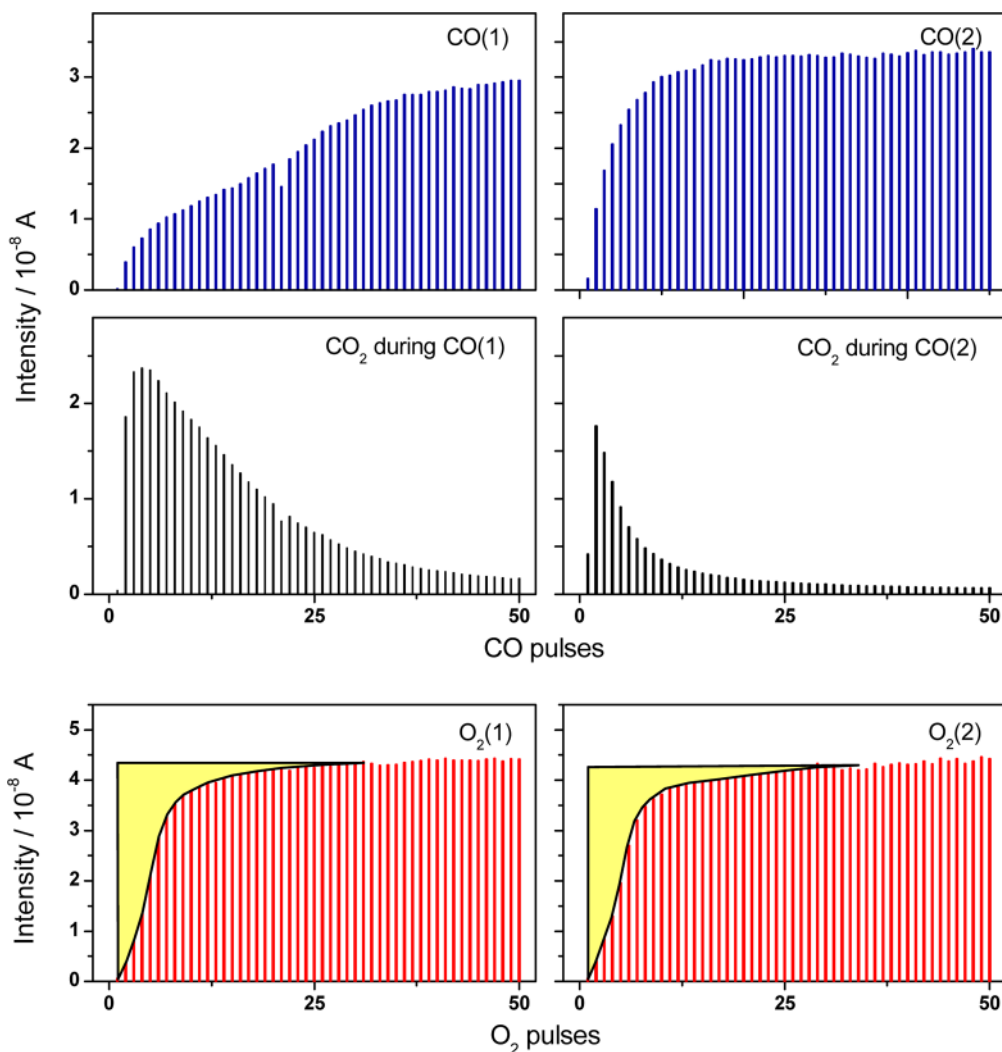 CO(1)
CO(2)
3
2
1
0
Intensity / 10⁻⁸ A
CO₂ during CO(1)
CO₂ during CO(2)
2
1
0
0
25
50
0
25
50
CO pulses
O₂(1)
O₂(2)
5
4
3
2
1
0
Intensity / 10⁻⁸ A
0
25
50
0
25
50
O₂ pulses